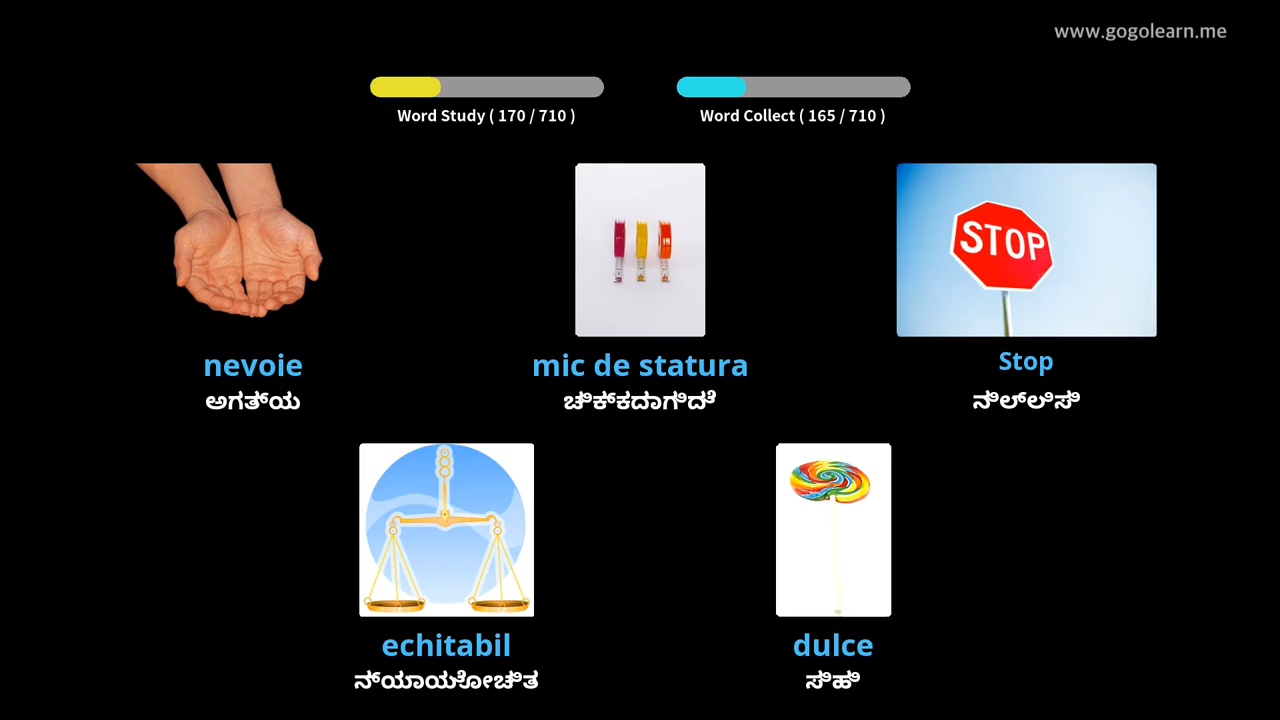 www.gogolearn.me
Word Study ( 170 / 710 )
Word Collect ( 165 / 710 )
STOP
nevoie
ಅಗತ್ಯ
mic de statura
ಚಿಕ್ಕದಾಗಿದೆ
Stop
ನಿಲ್ಲಿಸಿ
echitabil
ನ್ಯಾಯೋಚಿತ
dulce
ಸಿಹಿ